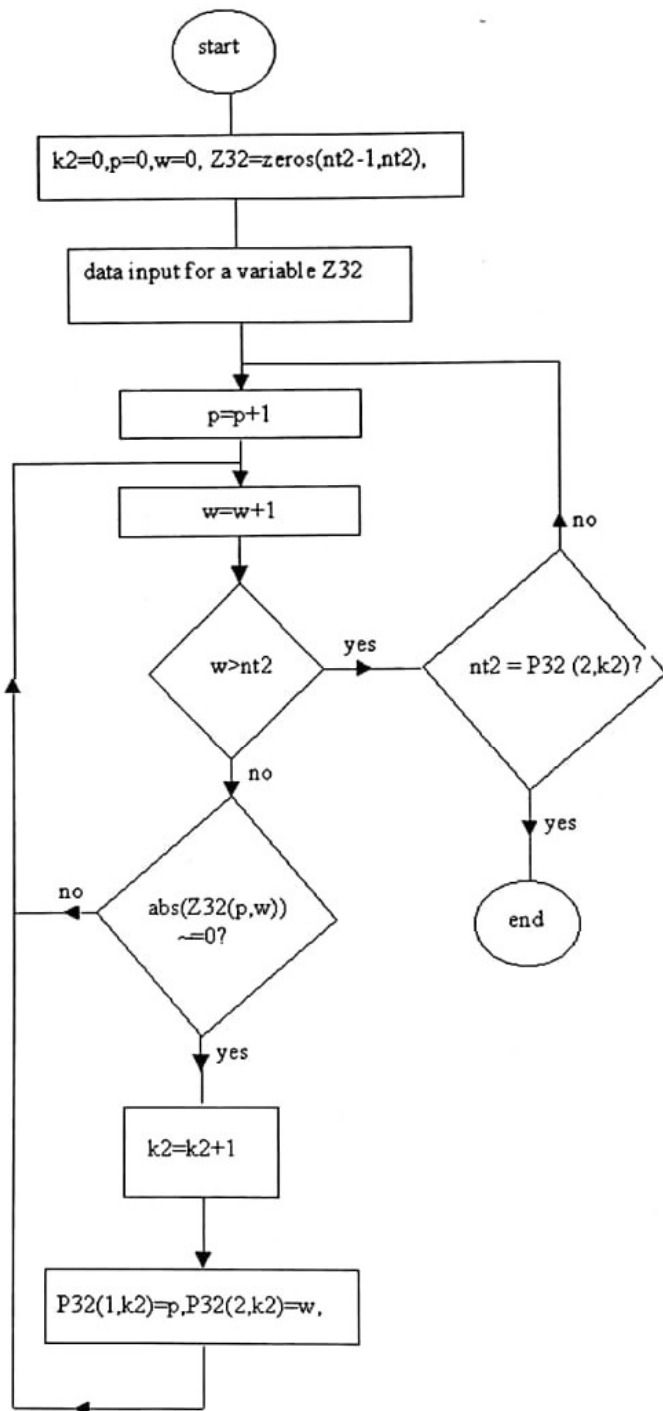 start
k2=0,p=0,w=0, Z32=zeros(nt2-1,nt2),
data input for a variable Z32
p=p+1
w=w+1
no
w>nt2
yes
nt2 = P32 (2,k2)?
no
yes
no
abs(Z32(p,w))
~=0?
end
yes
k2=k2+1
P32(1,k2)=p,P32(2,k2)=w,